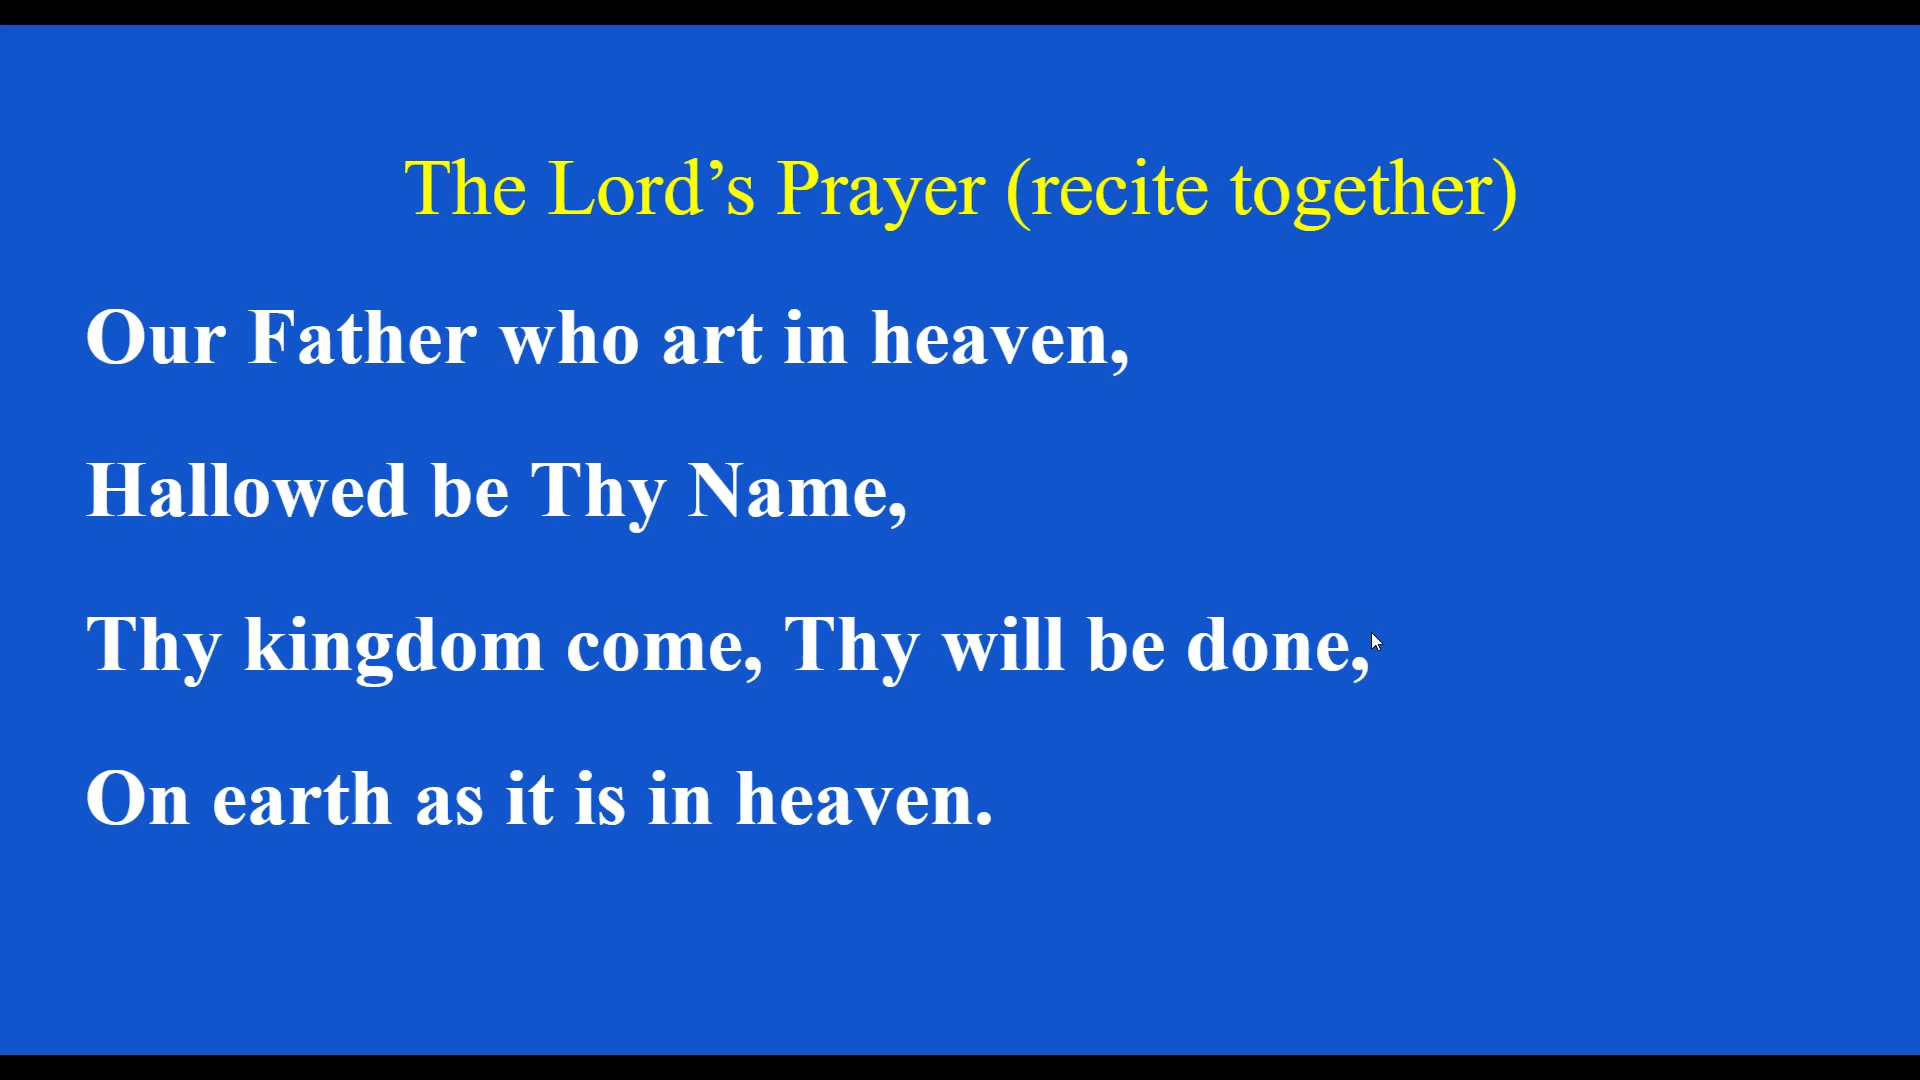 The Lord’s Prayer (recite together)
Our Father who art in heaven,
Hallowed be Thy Name,
Thy kingdom come, Thy will be done,
On earth as it is in heaven.